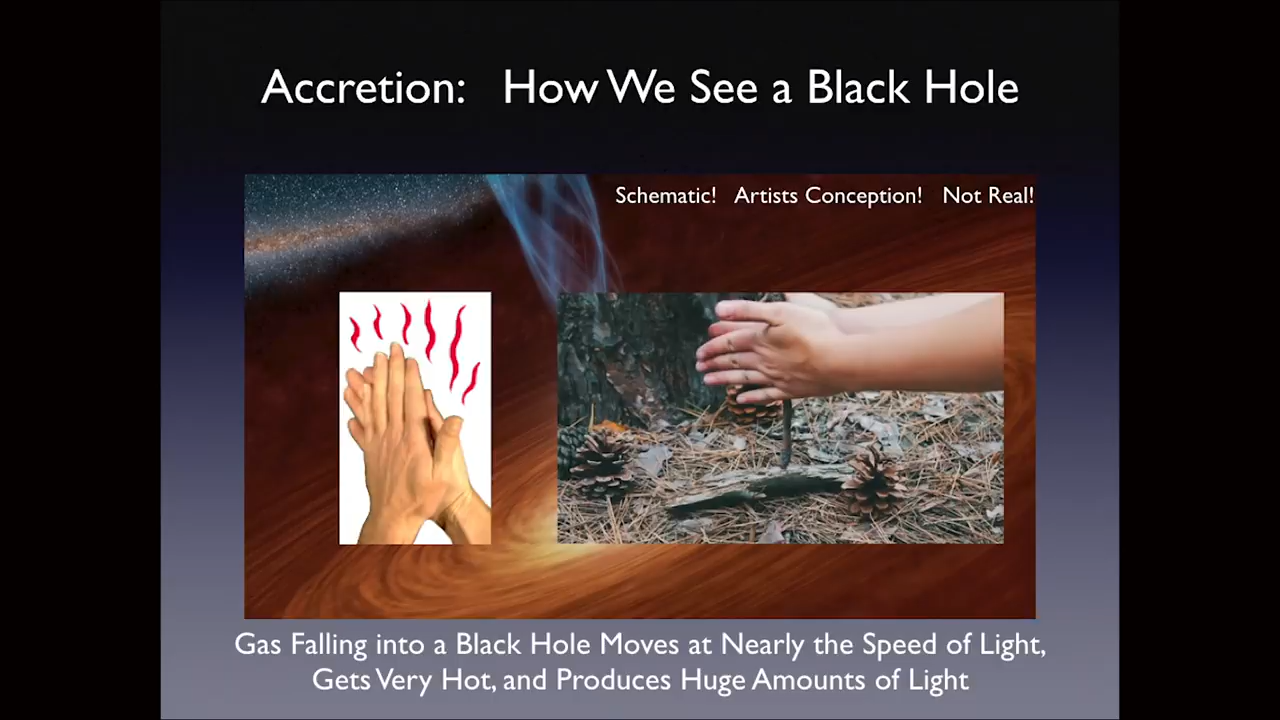 Accretion: How We See a Black Hole
Schematic! Artists Conception! Not Real!
Gas Falling into a Black Hole Moves at Nearly the Speed of Light,
Gets Very Hot, and Produces Huge Amounts of Light